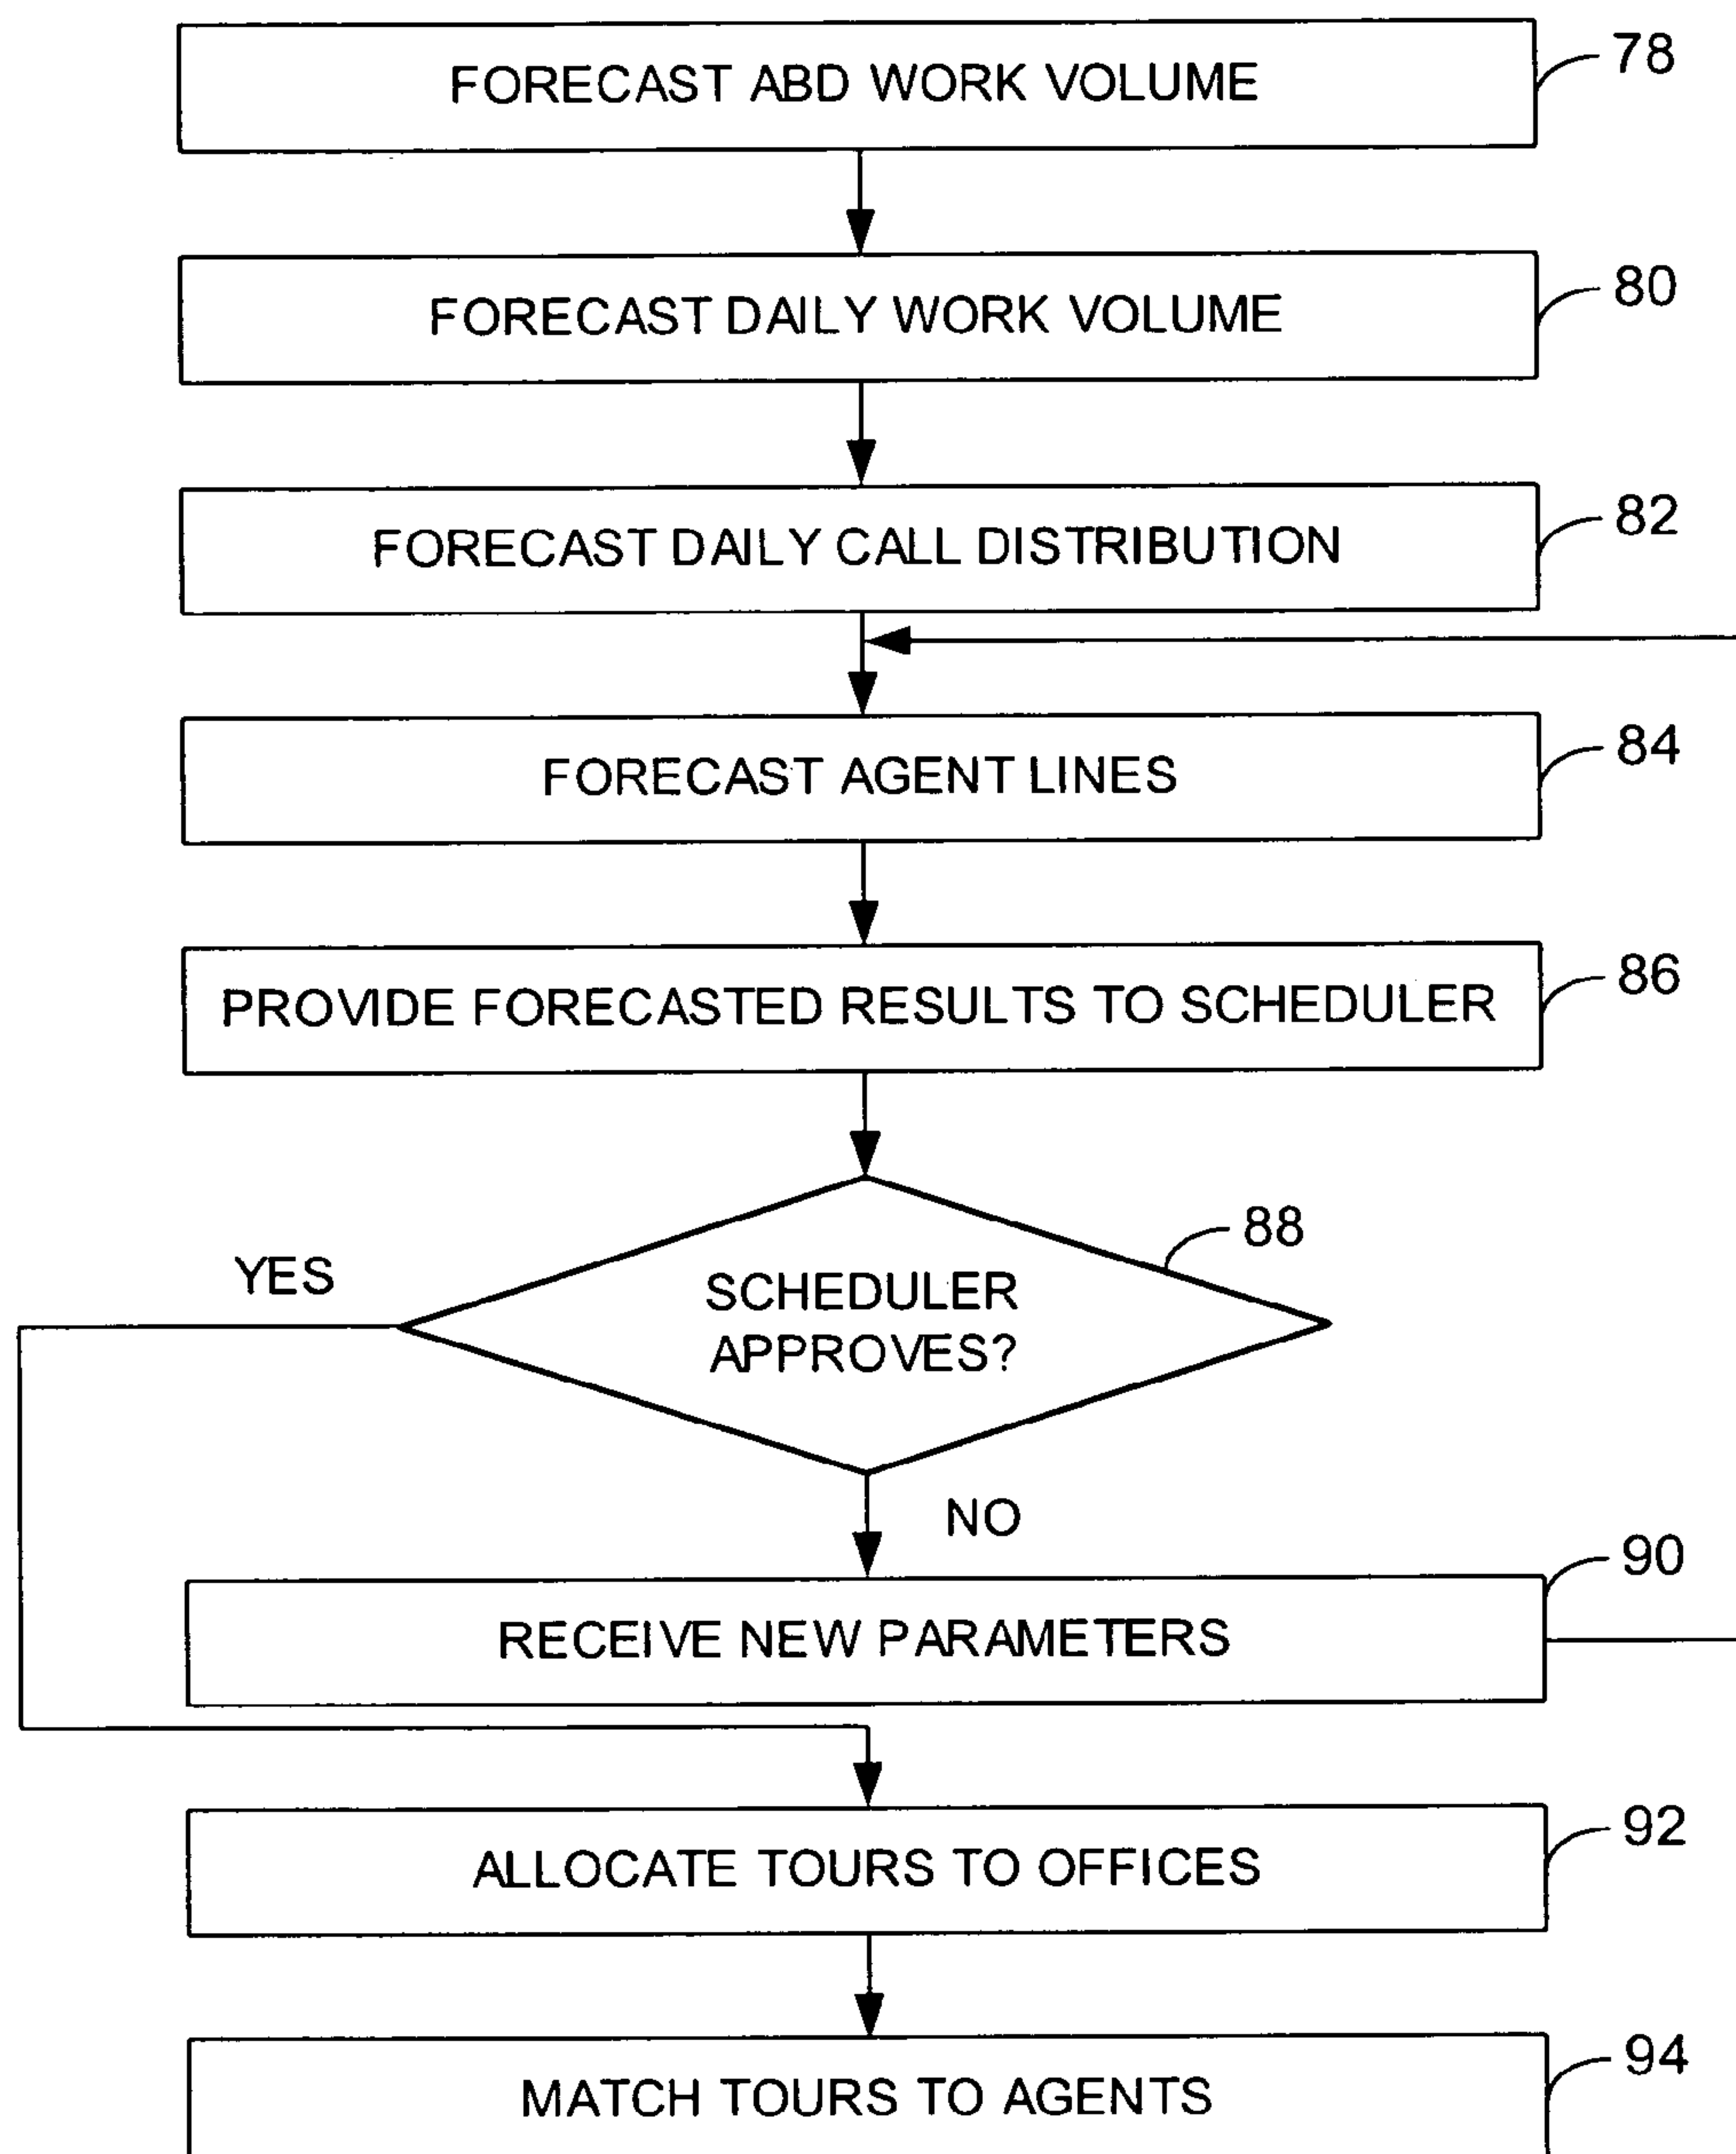 FORECAST ABD WORK VOLUME
78
FORECAST DAILY WORK VOLUME
80
FORECAST DAILY CALL DISTRIBUTION
82
FORECAST AGENT LINES
84
PROVIDE FORECASTED RESULTS TO SCHEDULER
86
88
YES
SCHEDULER
APPROVES?
NO
90
RECEIVE NEW PARAMETERS
92
ALLOCATE TOURS TO OFFICES
94
MATCH TOURS TO AGENTS